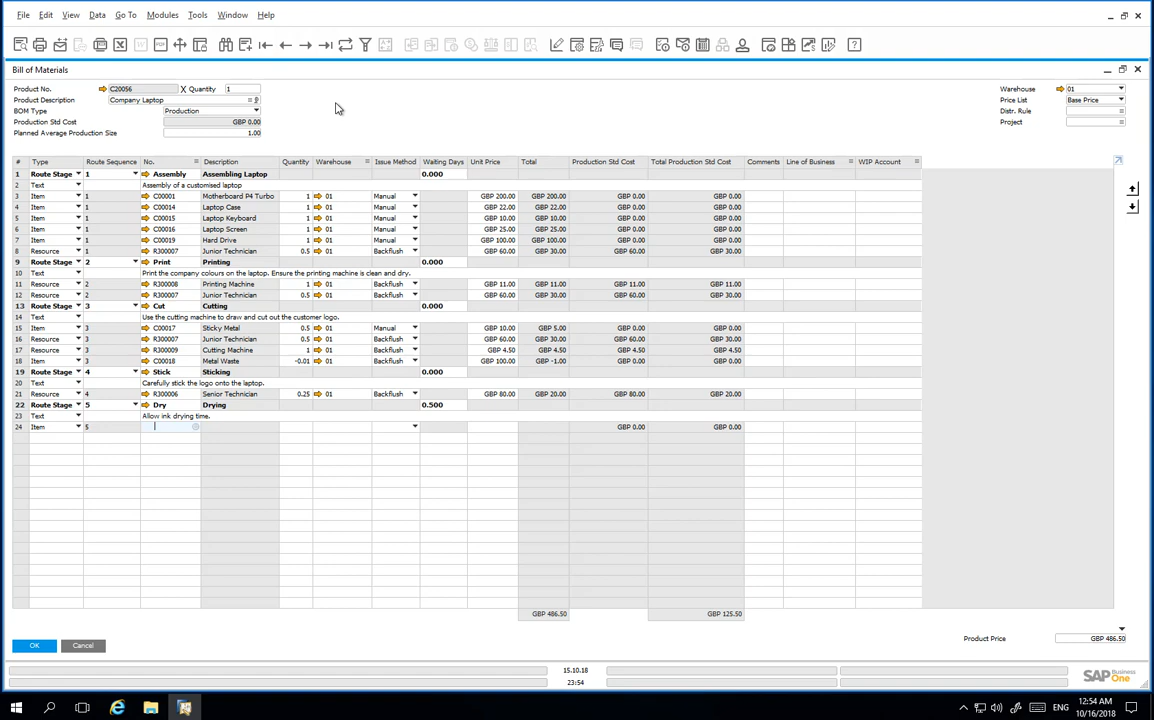 File Edit View Data Go To Modules Tools Window Help
Bill of Materials
Product No. C20056 X Quantity 1
Product Description Company Laptop
BOM Type Production
Production Std Cost GBP 0.00
Planned Average Production Size 1.00
Warehouse 01
Price List Base Price
Distr. Rule
Project
# Type Route Sequence No. Description Quantity Warehouse Issue Method Waiting Days Unit Price Total Production Std Cost Total Production Std Cost Comments Line of Business WIP Account
1 Route Stage 1 Assembly Assembling Laptop 0.000
2 Text Assembly of a customised laptop
3 Item 1 C00001 Motherboard P4 Turbo 1 01 Manual GBP 200.00 GBP 200.00 GBP 0.00 GBP 0.00
4 Item 1 C00014 Laptop Case 1 01 Manual GBP 22.00 GBP 22.00 GBP 0.00 GBP 0.00
5 Item 1 C00015 Laptop Keyboard 1 01 Manual GBP 10.00 GBP 10.00 GBP 0.00 GBP 0.00
6 Item 1 C00016 Laptop Screen 1 01 Manual GBP 25.00 GBP 25.00 GBP 0.00 GBP 0.00
7 Item 1 C00019 Hard Drive 1 01 Manual GBP 100.00 GBP 100.00 GBP 0.00 GBP 0.00
8 Resource 1 R300007 Junior Technician 0.5 01 Backflush GBP 60.00 GBP 30.00 GBP 60.00 GBP 30.00
9 Route Stage 2 Print Printing 0.000
10 Text Print the company colours on the laptop. Ensure the printing machine is clean and dry.
11 Resource 2 R300008 Printing Machine 1 01 Backflush GBP 11.00 GBP 11.00 GBP 11.00 GBP 11.00
12 Resource 2 R300007 Junior Technician 0.5 01 Backflush GBP 60.00 GBP 30.00 GBP 60.00 GBP 30.00
13 Route Stage 3 Cut Cutting 0.000
14 Text Use the cutting machine to draw and cut out the customer logo.
15 Item 3 C00017 Sticky Metal 0.5 01 Manual GBP 10.00 GBP 5.00 GBP 0.00 GBP 0.00
16 Resource 3 R300007 Junior Technician 0.5 01 Backflush GBP 60.00 GBP 30.00 GBP 60.00 GBP 30.00
17 Resource 3 R300009 Cutting Machine 1 01 Backflush GBP 4.50 GBP 4.50 GBP 4.50 GBP 4.50
18 Item 3 C00018 Metal Waste -0.01 01 Backflush GBP 100.00 GBP -1.00 GBP 0.00 GBP 0.00
19 Route Stage 4 Stick Sticking 0.000
20 Text Carefully stick the logo onto the laptop.
21 Resource 4 R300006 Senior Technician 0.25 01 Backflush GBP 80.00 GBP 20.00 GBP 80.00 GBP 20.00
22 Route Stage 5 Dry Drying 0.500
23 Text Allow ink drying time.
24 Item 5 GBP 0.00 GBP 0.00
GBP 486.50 GBP 125.50
Product Price GBP 486.50
OK Cancel
15.10.18
23:54
SAP Business One
ENG 12:54 AM
10/16/2018